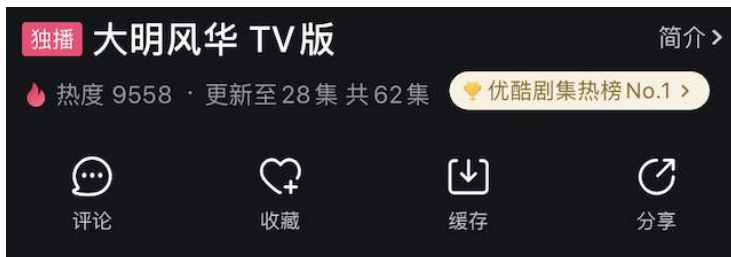 独播 大明风华 TV版 简介
热度 9558 · 更新至28集 共62集 优酷剧集热榜No.1
评论 收藏 缓存 分享